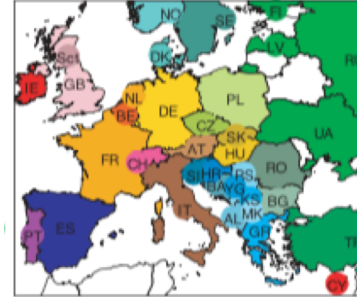 NO
SE
FI
LV
RU
Sct
DK
IE
GB
NL
BE
DE
PL
CZ
UA
SK
FR
CHA
AT
HU
RO
SI
HR
RS
BA
YG
KS
BG
IT
AL
MK
PT
ES
GR
TR
CY